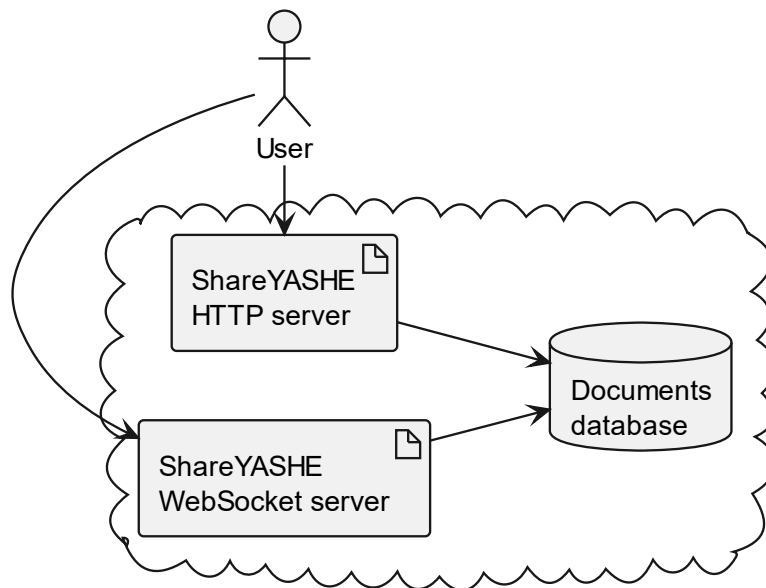 User
ShareYASHE
HTTP server
Documents
database
ShareYASHE
WebSocket server